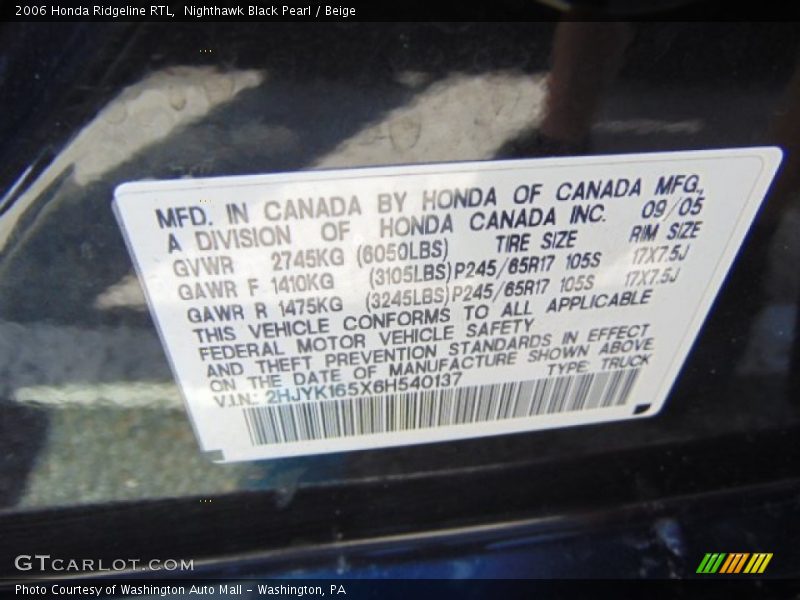 2006 Honda Ridgeline RTL,  Nighthawk Black Pearl / Beige
MFD. IN CANADA BY HONDA OF CANADA MFG.,
A DIVISION OF HONDA CANADA INC. 09/05
GVWR 2745KG (6050LBS) TIRE SIZE RIM SIZE
GAWR F 1410KG (3105LBS) P245/65R17 105S 17X7.5J
GAWR R 1475KG (3245LBS) P245/65R17 105S 17X7.5J
THIS VEHICLE CONFORMS TO ALL APPLICABLE
FEDERAL MOTOR VEHICLE SAFETY
AND THEFT PREVENTION STANDARDS IN EFFECT
ON THE DATE OF MANUFACTURE SHOWN ABOVE
V.I.N.: 2HJYK165X6H540137 TYPE: TRUCK
GTCARLOT.COM
Photo Courtesy of Washington Auto Mall - Washington, PA